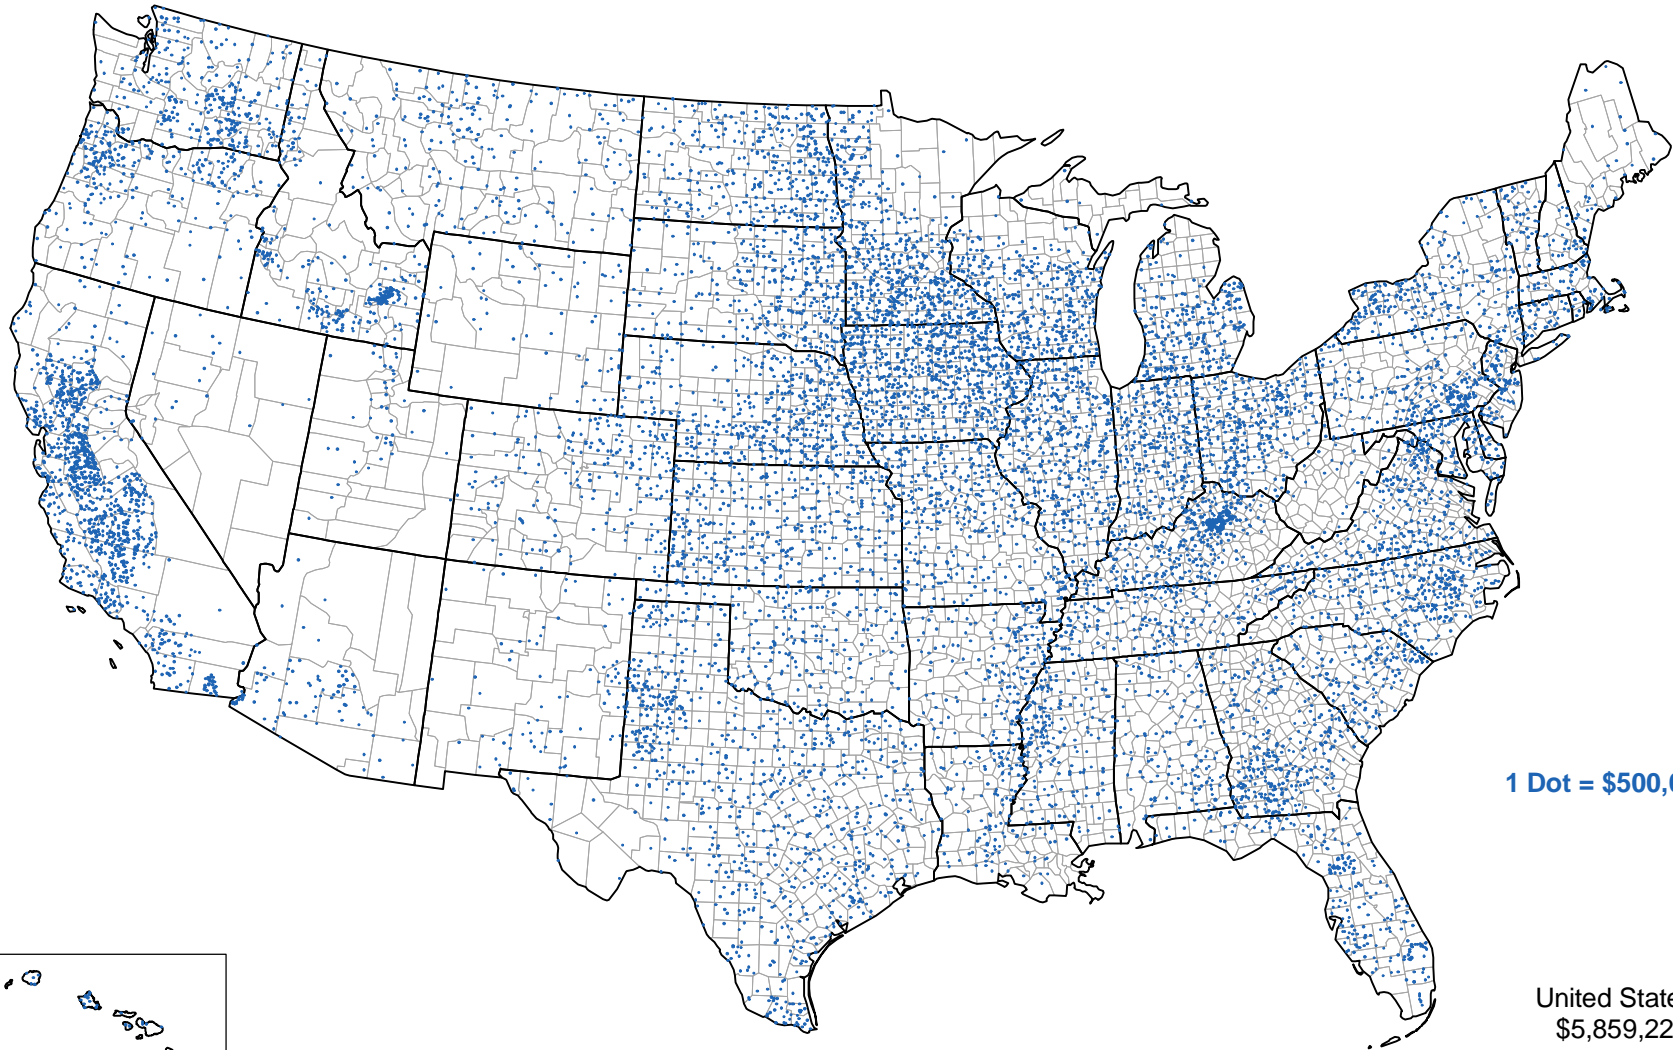 1 Dot = $500,
United State
$5,859,22